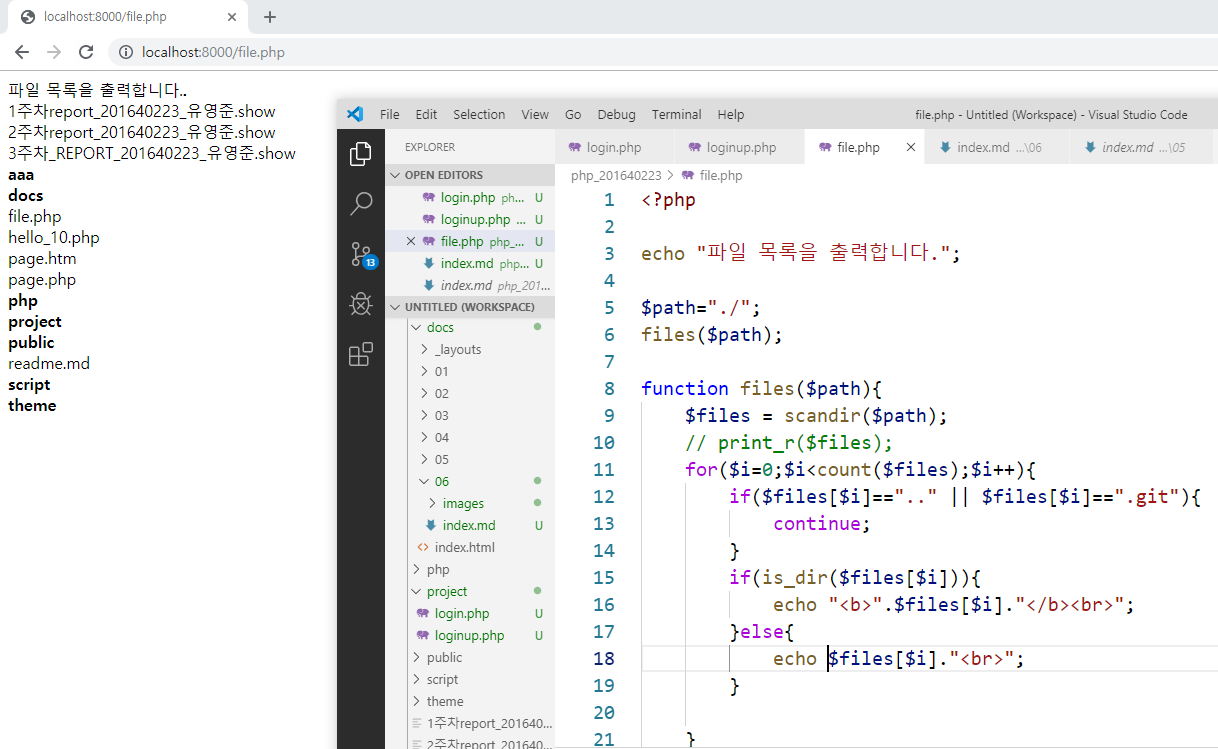 localhost:8000/file.php
localhost:8000/file.php
파일 목록을 출력합니다..
1주차report_201640223_유영준.show
2주차report_201640223_유영준.show
3주차_REPORT_201640223_유영준.show
aaa
docs
file.php
hello_10.php
page.htm
page.php
php
project
public
readme.md
script
theme
File Edit Selection View Go Debug Terminal Help
file.php - Untitled (Workspace) - Visual Studio Code
EXPLORER
OPEN EDITORS
login.php ph... U
loginup.php ... U
file.php php_... U
index.md php... U
index.md php_201...
UNTITLED (WORKSPACE)
docs
_layouts
01
02
03
04
05
06
images
index.md U
index.html
php
project
login.php U
loginup.php U
public
script
theme
1주차report_201640...
2주차report_201640...
13
login.php
loginup.php
file.php
index.md ...\06
index.md ...\05
php_201640223 > file.php
1 <?php
2
3 echo "파일 목록을 출력합니다.";
4
5 $path="./";
6 files($path);
7
8 function files($path){
9 $files = scandir($path);
10 // print_r($files);
11 for($i=0;$i<count($files);$i++){
12 if($files[$i]==".." || $files[$i]==".git"){
13 continue;
14 }
15 if(is_dir($files[$i])){
16 echo "<b>".$files[$i]."</b><br>";
17 }else{
18 echo $files[$i]."<br>";
19 }
20
21 }